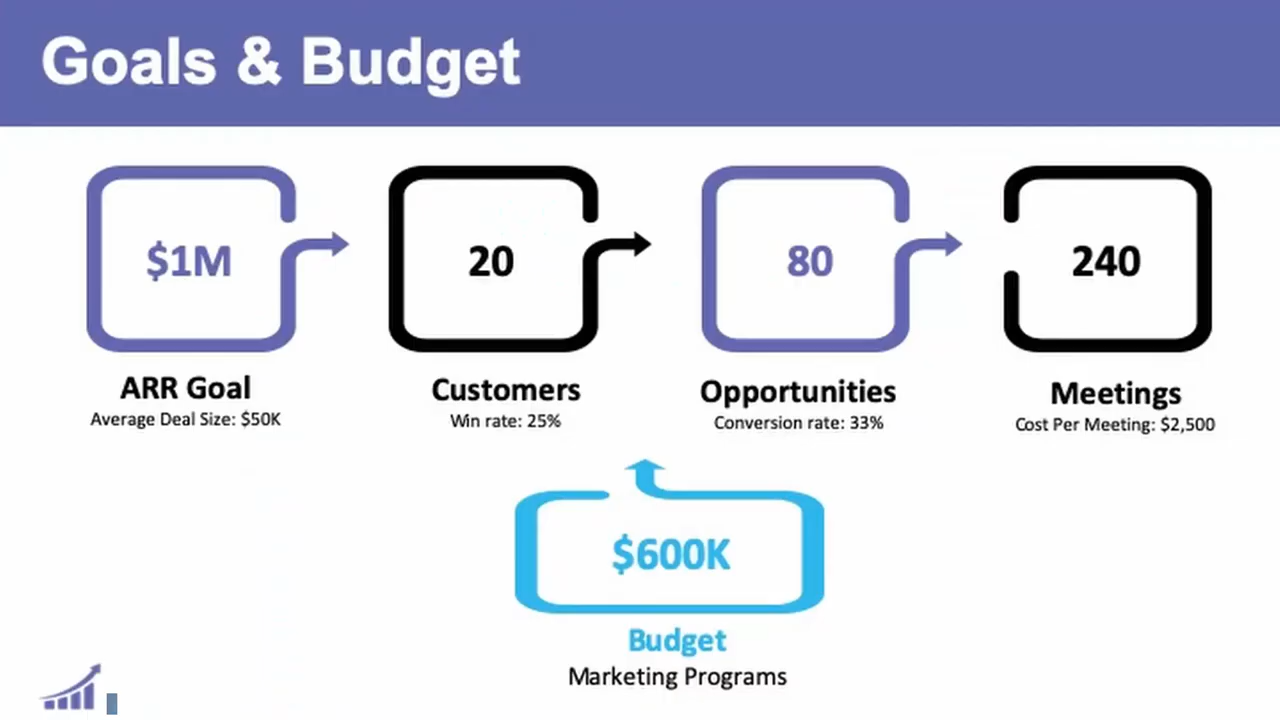 Goals & Budget
$1M
20
80
240
ARR Goal
Average Deal Size: $50K
Customers
Win rate: 25%
Opportunities
Conversion rate: 33%
Meetings
Cost Per Meeting: $2,500
$600K
Budget
Marketing Programs